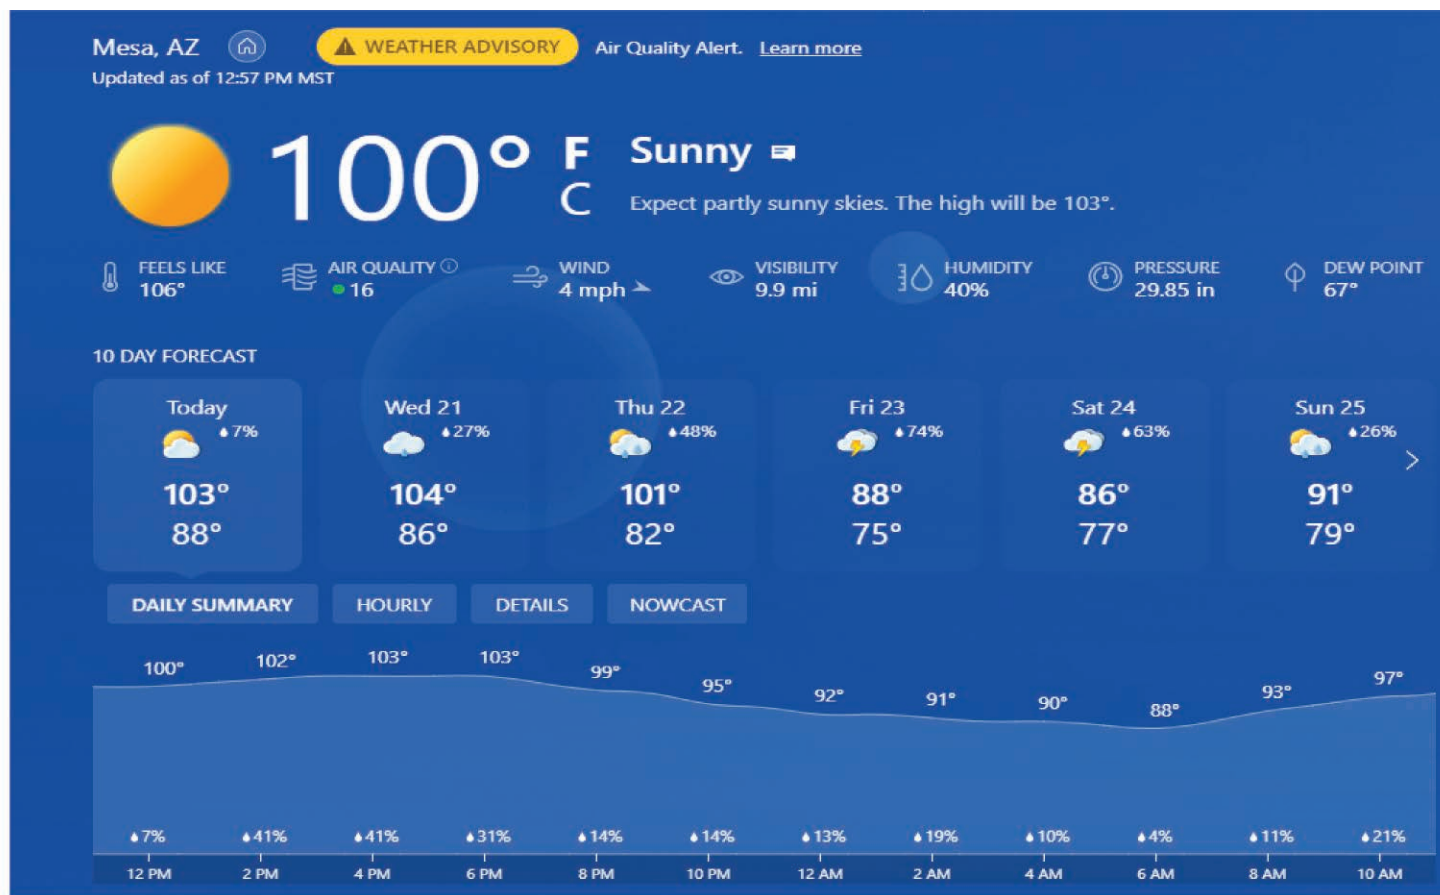 Mesa, AZ WEATHER ADVISORY Air Quality Alert. Learn more
Updated as of 12:57 PM MST
100° F
C
Sunny
Expect partly sunny skies. The high will be 103°.
FEELS LIKE AIR QUALITY WIND VISIBILITY HUMIDITY PRESSURE DEW POINT
106° 16 4 mph 9.9 mi 40% 29.85 in 67°
10 DAY FORECAST
Today Wed 21 Thu 22 Fri 23 Sat 24 Sun 25
7% 27% 48% 74% 63% 26%
103° 104° 101° 88° 86° 91°
88° 86° 82° 75° 77° 79°
DAILY SUMMARY HOURLY DETAILS NOWCAST
100° 102° 103° 103° 99° 95° 92° 91° 90° 88° 93° 97°
7% 41% 41% 31% 14% 14% 13% 19% 10% 4% 11% 21%
12 PM 2 PM 4 PM 6 PM 8 PM 10 PM 12 AM 2 AM 4 AM 6 AM 8 AM 10 AM